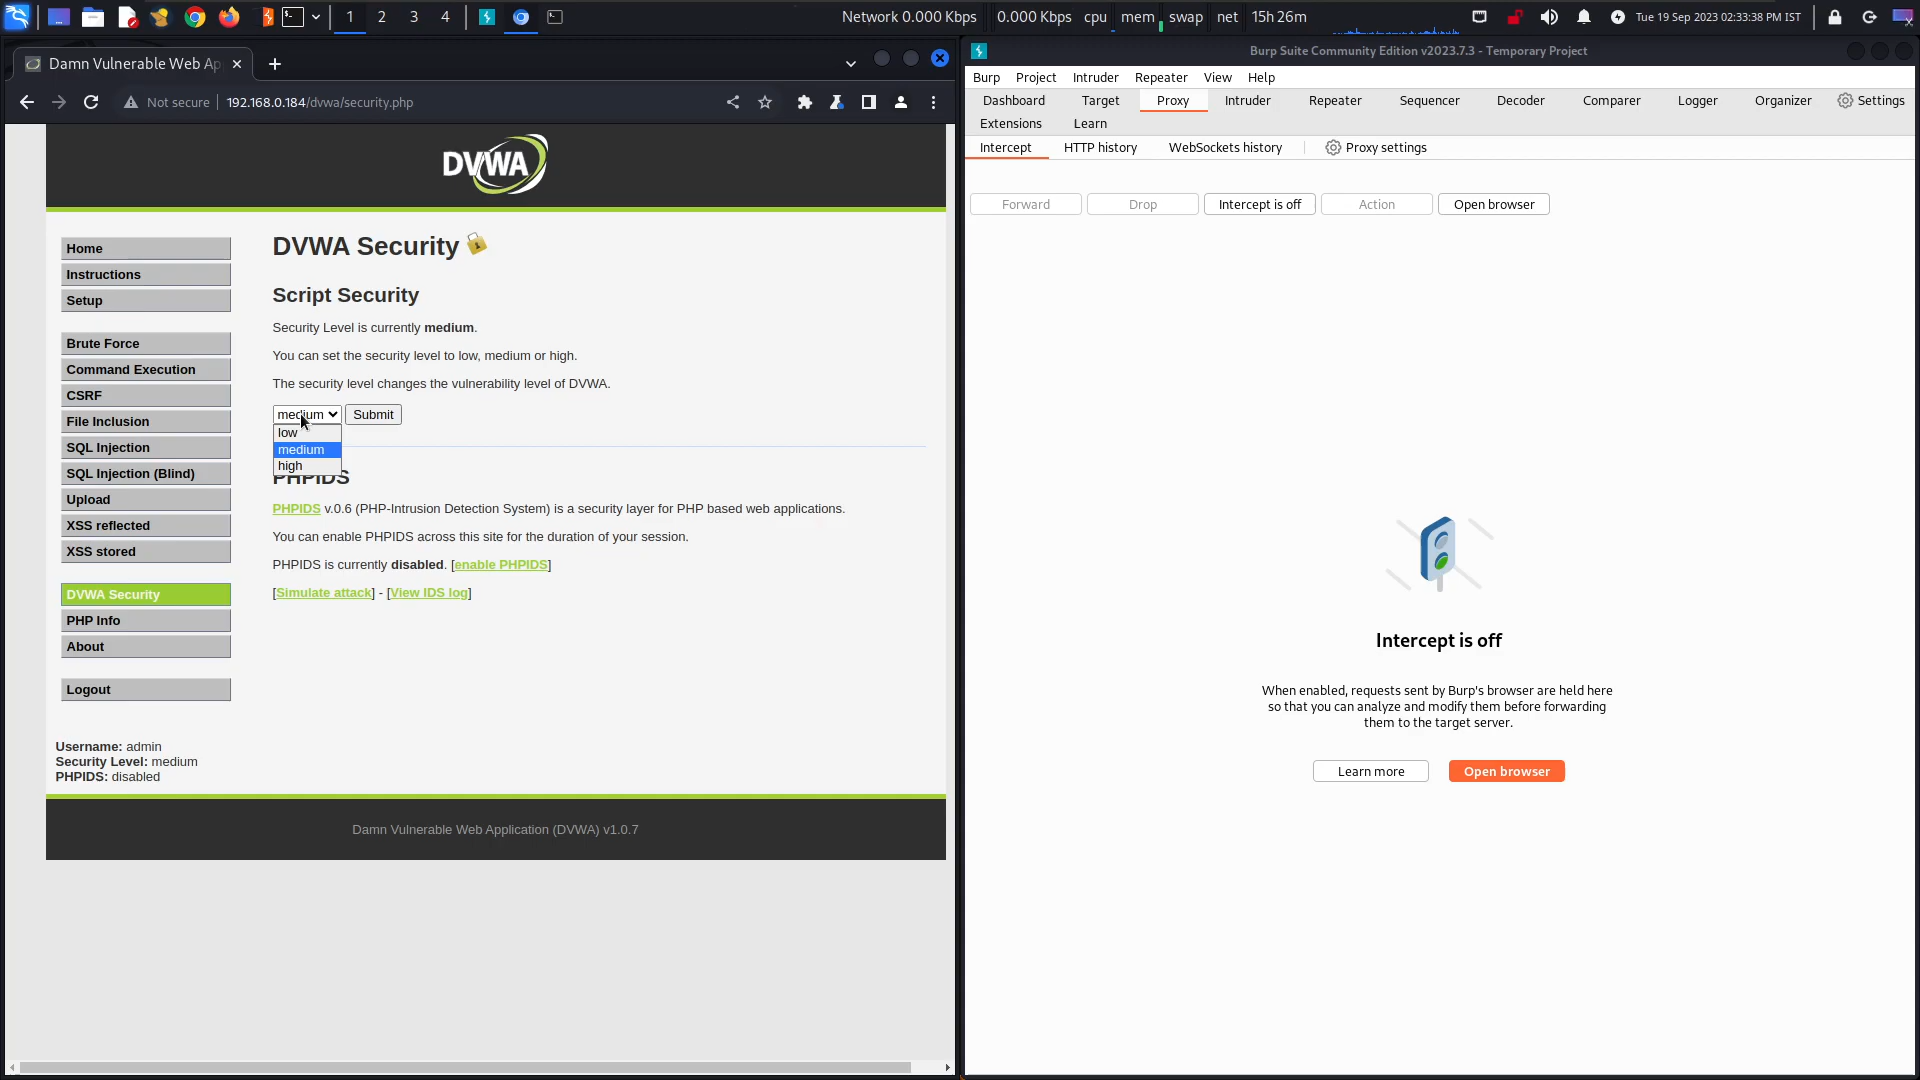 1
2
3
4
Network 0.000 Kbps
0.000 Kbps
cpu
mem
swap
net
15h 26m
Tue 19 Sep 2023 02:33:38 PM IST
Damn Vulnerable Web Ap
Not secure
192.168.0.184/dvwa/security.php
DVWA
Home
Instructions
Setup
Brute Force
Command Execution
CSRF
File Inclusion
SQL Injection
SQL Injection (Blind)
Upload
XSS reflected
XSS stored
DVWA Security
PHP Info
About
Logout
Username: admin
Security Level: medium
PHPIDS: disabled
DVWA Security
Script Security
Security Level is currently medium.
You can set the security level to low, medium or high.
The security level changes the vulnerability level of DVWA.
medium
Submit
low
medium
high
PHPIDS
PHPIDS v.0.6 (PHP-Intrusion Detection System) is a security layer for PHP based web applications.
You can enable PHPIDS across this site for the duration of your session.
PHPIDS is currently disabled. [enable PHPIDS]
[Simulate attack] - [View IDS log]
Damn Vulnerable Web Application (DVWA) v1.0.7
Burp Suite Community Edition v2023.7.3 - Temporary Project
Burp
Project
Intruder
Repeater
View
Help
Dashboard
Target
Proxy
Intruder
Repeater
Sequencer
Decoder
Comparer
Logger
Organizer
Settings
Extensions
Learn
Intercept
HTTP history
WebSockets history
Proxy settings
Forward
Drop
Intercept is off
Action
Open browser
Intercept is off
When enabled, requests sent by Burp's browser are held here
so that you can analyze and modify them before forwarding
them to the target server.
Learn more
Open browser